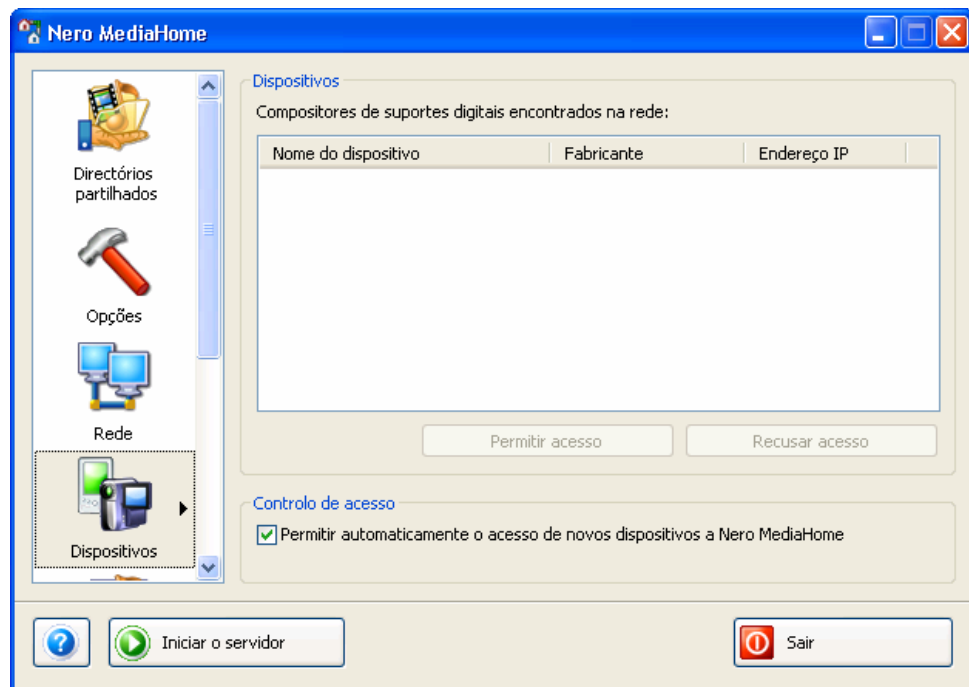 Nero MediaHome
Directórios
partilhados
Opções
Rede
Dispositivos
Dispositivos
Compositores de suportes digitais encontrados na rede:
Nome do dispositivo Fabricante Endereço IP
Permitir acesso Recusar acesso
Controlo de acesso
Permitir automaticamente o acesso de novos dispositivos a Nero MediaHome
Iniciar o servidor Sair